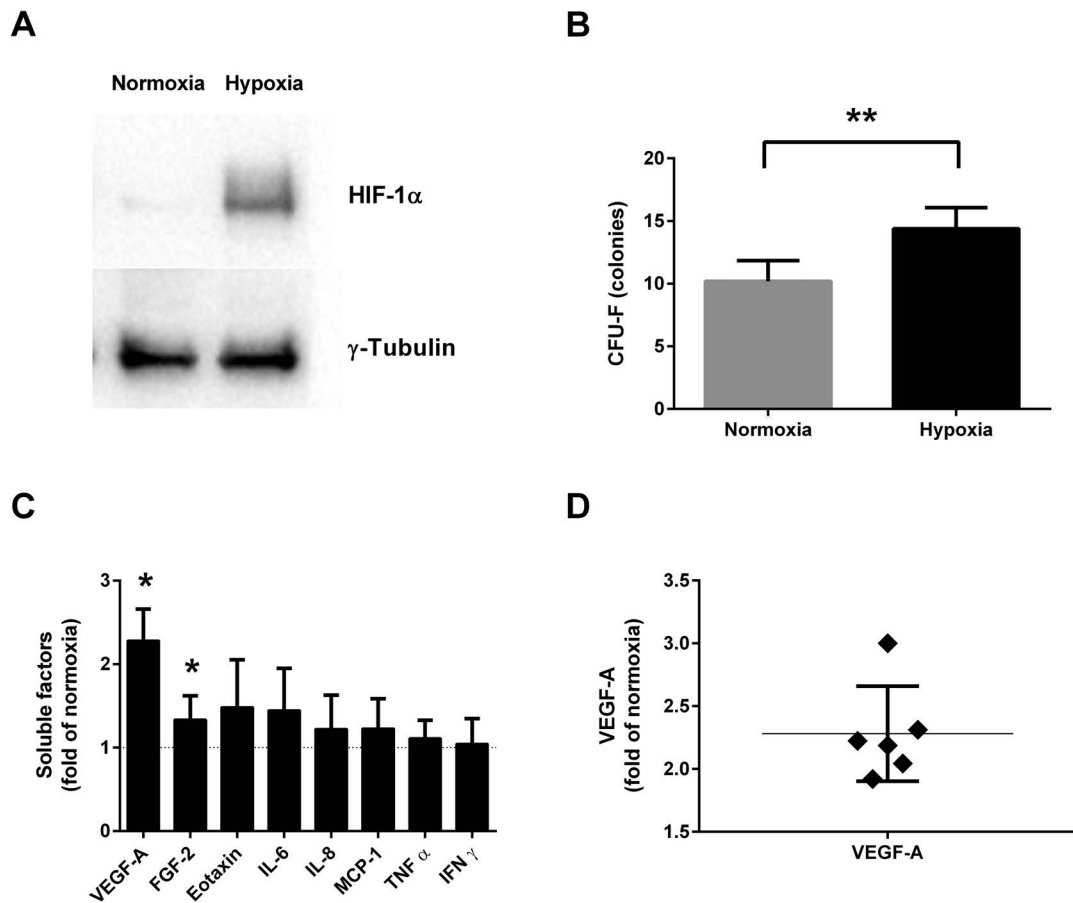 A
Normoxia Hypoxia
HIF-1α
γ-Tubulin
B
**
CFU-F (colonies)
20
15
10
5
0
Normoxia Hypoxia
C
Soluble factors
(fold of normoxia)
3
2
1
0
*
*
VEGF-A
FGF-2
Eotaxin
IL-6
IL-8
MCP-1
TNF α
IFN γ
D
VEGF-A
(fold of normoxia)
3.5
3.0
2.5
2.0
1.5
VEGF-A